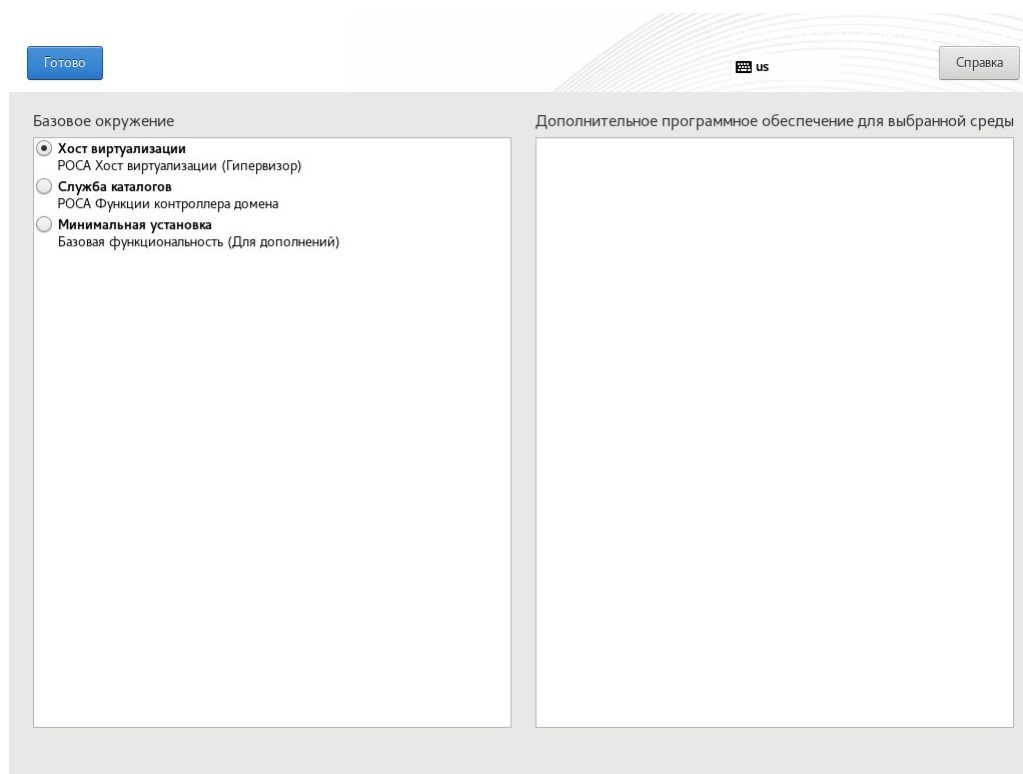 Готово
us
Справка
Базовое окружение
Дополнительное программное обеспечение для выбранной среды
Хост виртуализации
РОСА Хост виртуализации (Гипервизор)
Служба каталогов
РОСА Функции контроллера домена
Минимальная установка
Базовая функциональность (Для дополнений)